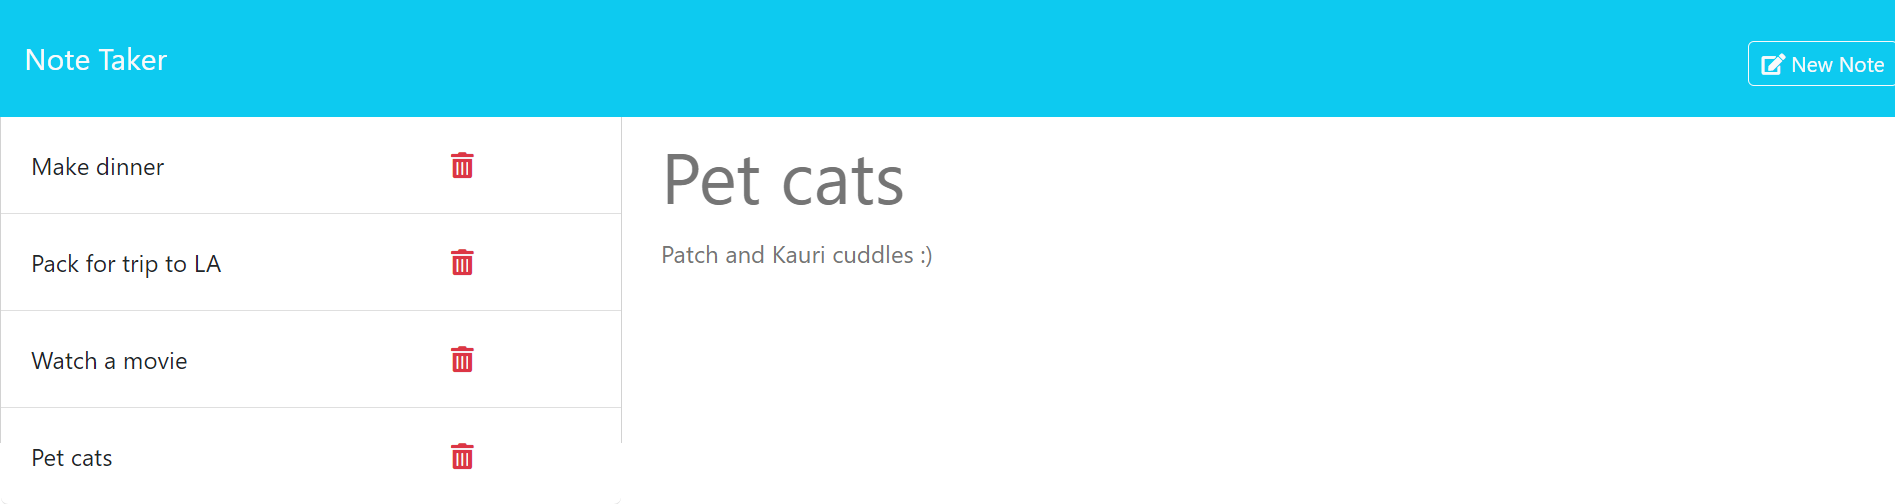 Note Taker
New Note
Make dinner
Pack for trip to LA
Watch a movie
Pet cats
Pet cats
Patch and Kauri cuddles :)